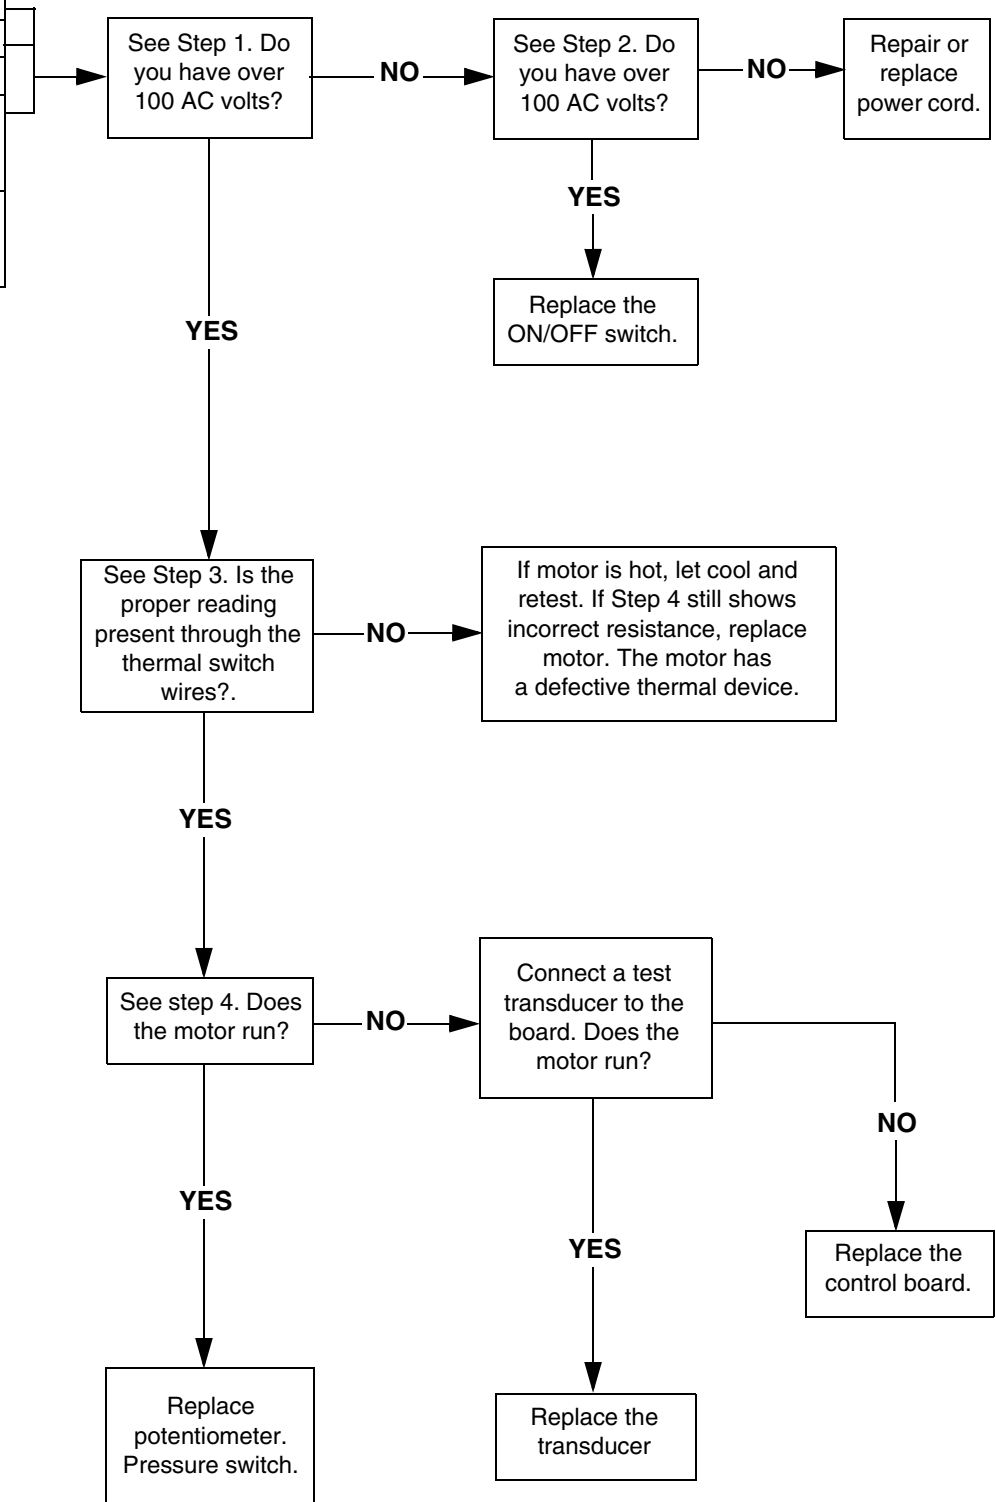 See Step 1. Do
you have over
100 AC volts?
NO
See Step 2. Do
you have over
100 AC volts?
NO
Repair or
replace
power cord.
YES
Replace the
ON/OFF switch.
YES
See Step 3. Is the
proper reading
present through the
thermal switch
wires?.
NO
If motor is hot, let cool and
retest. If Step 4 still shows
incorrect resistance, replace
motor. The motor has
a defective thermal device.
YES
See step 4. Does
the motor run?
NO
Connect a test
transducer to the
board. Does the
motor run?
NO
Replace the
control board.
YES
Replace the
transducer
YES
Replace
potentiometer.
Pressure switch.